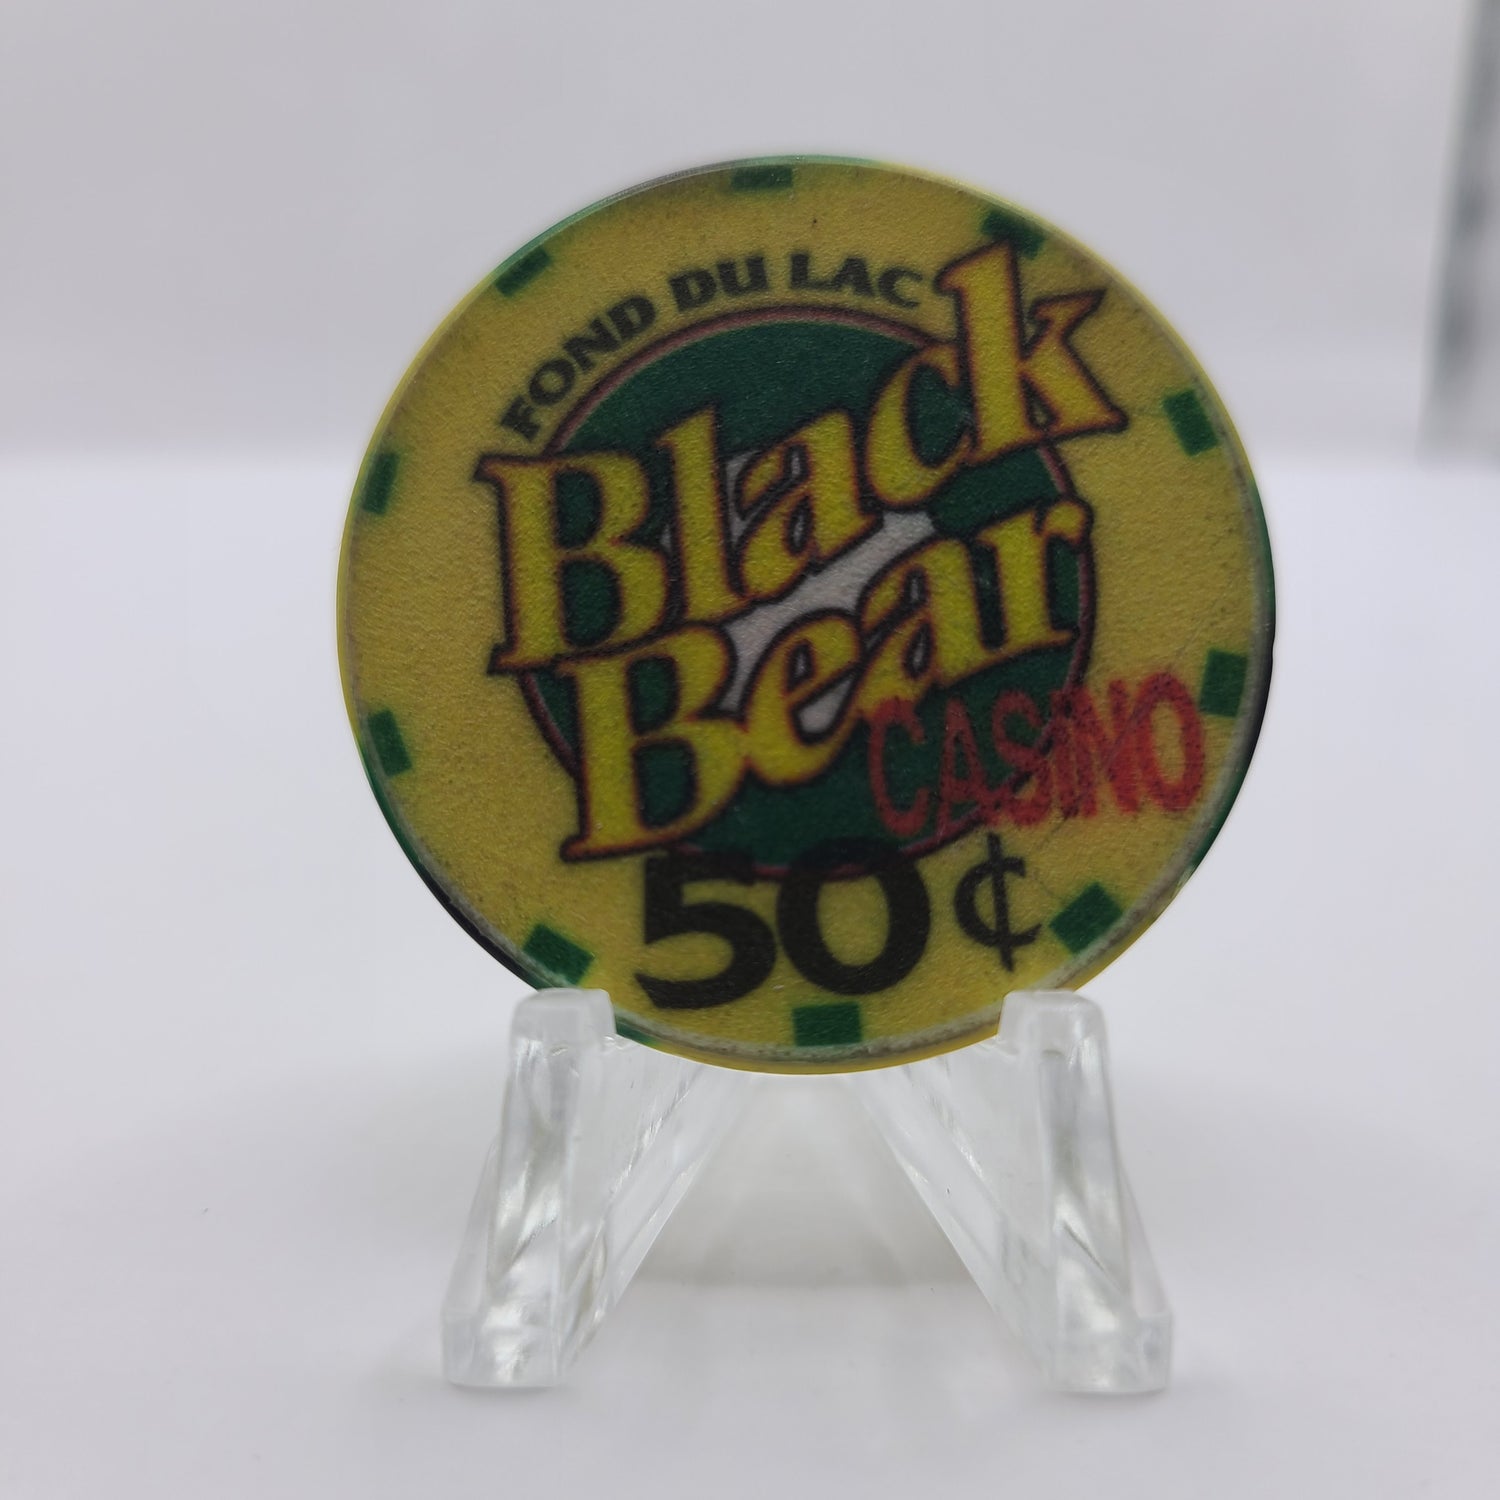 FOND DU LAC
Black
Bear
CASINO
50¢